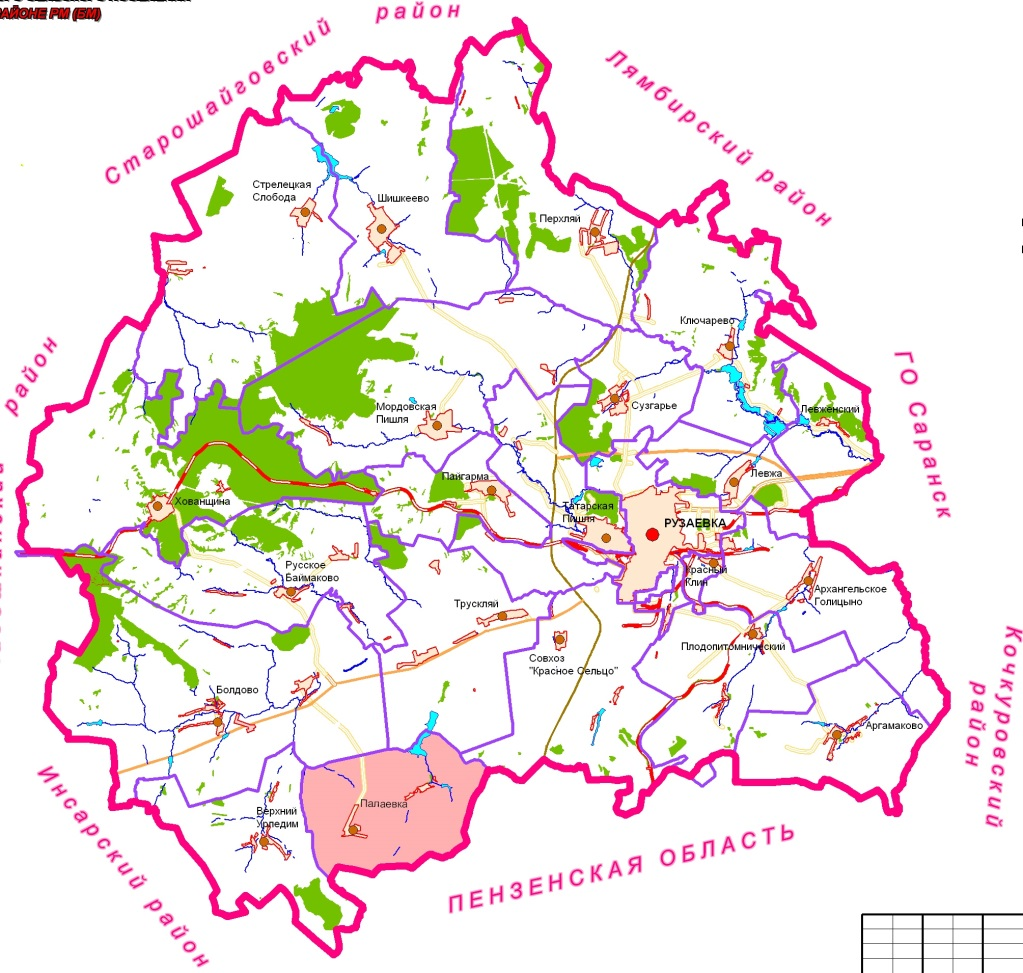 РАЙОНЕ РМ (БМ)
Старошайговский район
Лямбирский район
Стрелецкая
Слобода
Шишкеево
Перхляй
Ключарево
район
ГО Саранск
Мордовская
Пишля
Сузгарье
Левженский
Пайгарма
Левжа
Хованщина
Татарская
Пишля
РУЗАЕВКА
Русское
Баймаково
Красный
Клин
Архангельское
Голицыно
Трускляй
Плодопитомнический
Совхоз
"Красное Сельцо"
Кочкуровский
район
Болдово
Аргамаково
Палаевка
Верхний
Урледим
Инсарский район
ПЕНЗЕНСКАЯ ОБЛАСТЬ